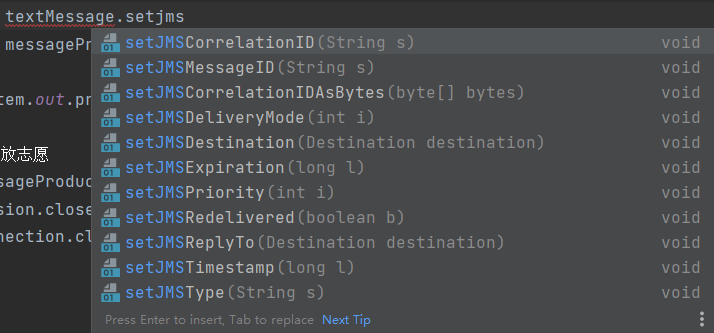 textMessage.setjms
messagePr
setJMSCorrelationID(String s) void
setJMSMessageID(String s) void
tem.out.pr
setJMSCorrelationIDAsBytes(byte[] bytes) void
setJMSDeliveryMode(int i) void
放志愿
setJMSDestination(Destination destination) void
setJMSExpiration(long l) void
sageProduc
setJMSPriority(int i) void
sion.close
setJMSRedelivered(boolean b) void
nection.cl
setJMSReplyTo(Destination destination) void
setJMSTimestamp(long l) void
setJMSType(String s) void
Press Enter to insert, Tab to replace Next Tip